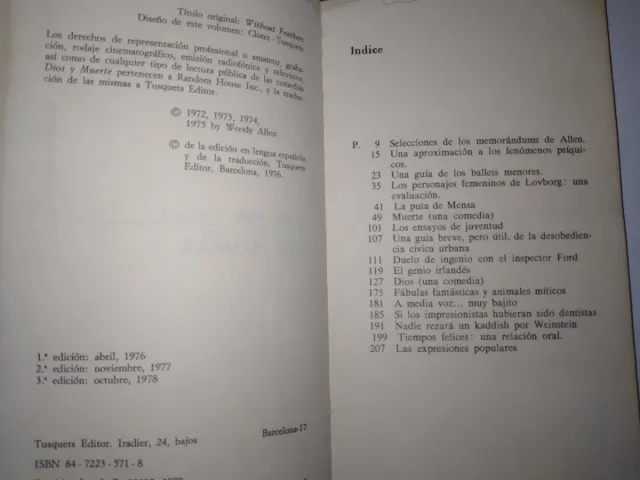 Título original: Without Feathers
Diseño de este volumen: Clotet-Tusquets
Los derechos de representación profesional o amateur, graba-
ción, rodaje cinematográfico, emisión radiofónica y televisiva,
así como de cualquier tipo de lectura pública de las comedias
Dios y Muerte pertenecen a Random House Inc., y la traduc-
ción de las mismas a Tusquets Editor.
© 1972, 1973, 1974,
1975 by Woody Allen
© de la edición en lengua española
y de la traducción, Tusquets
Editor, Barcelona, 1976.
1.ª edición: abril, 1976
2.ª edición: noviembre, 1977
3.ª edición: octubre, 1978
Tusquets Editor. Iradier, 24, bajos Barcelona-17
ISBN 84 - 7223 - 571 - 8
Indice
P. 9 Selecciones de los memorándums de Allen.
15 Una aproximación a los fenómenos psíqui-
cos.
23 Una guía de los ballets menores.
35 Los personajes femeninos de Lovborg: una
evaluación.
41 La puta de Mensa
49 Muerte (una comedia)
101 Los ensayos de juventud
107 Una guía breve, pero útil, de la desobedien-
cia cívica urbana
111 Duelo de ingenio con el inspector Ford
119 El genio irlandés
127 Dios (una comedia)
175 Fábulas fantásticas y animales míticos
181 A media voz... muy bajito
185 Si los impresionistas hubieran sido dentistas
191 Nadie rezará un kaddish por Weinstein
199 Tiempos felices: una relación oral.
207 Las expresiones populares